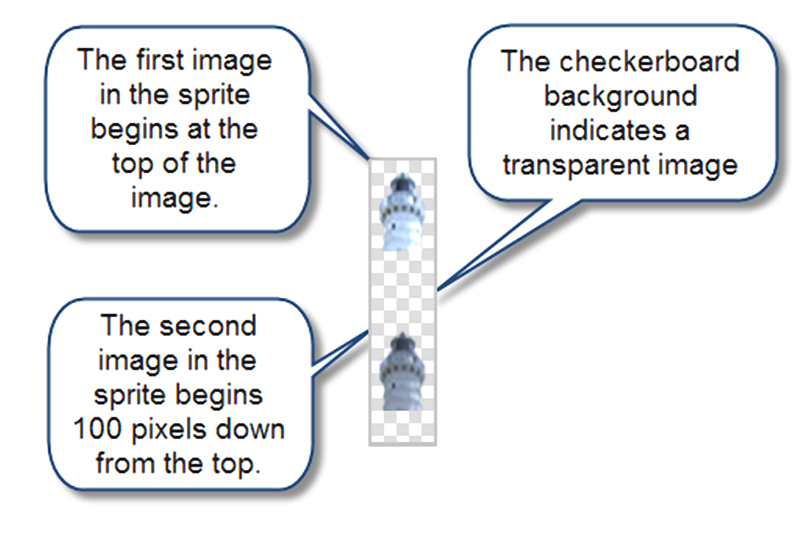 The first image
in the sprite
begins at the
top of the
image.
The checkerboard
background
indicates a
transparent image
The second
image in the
sprite begins
100 pixels down
from the top.